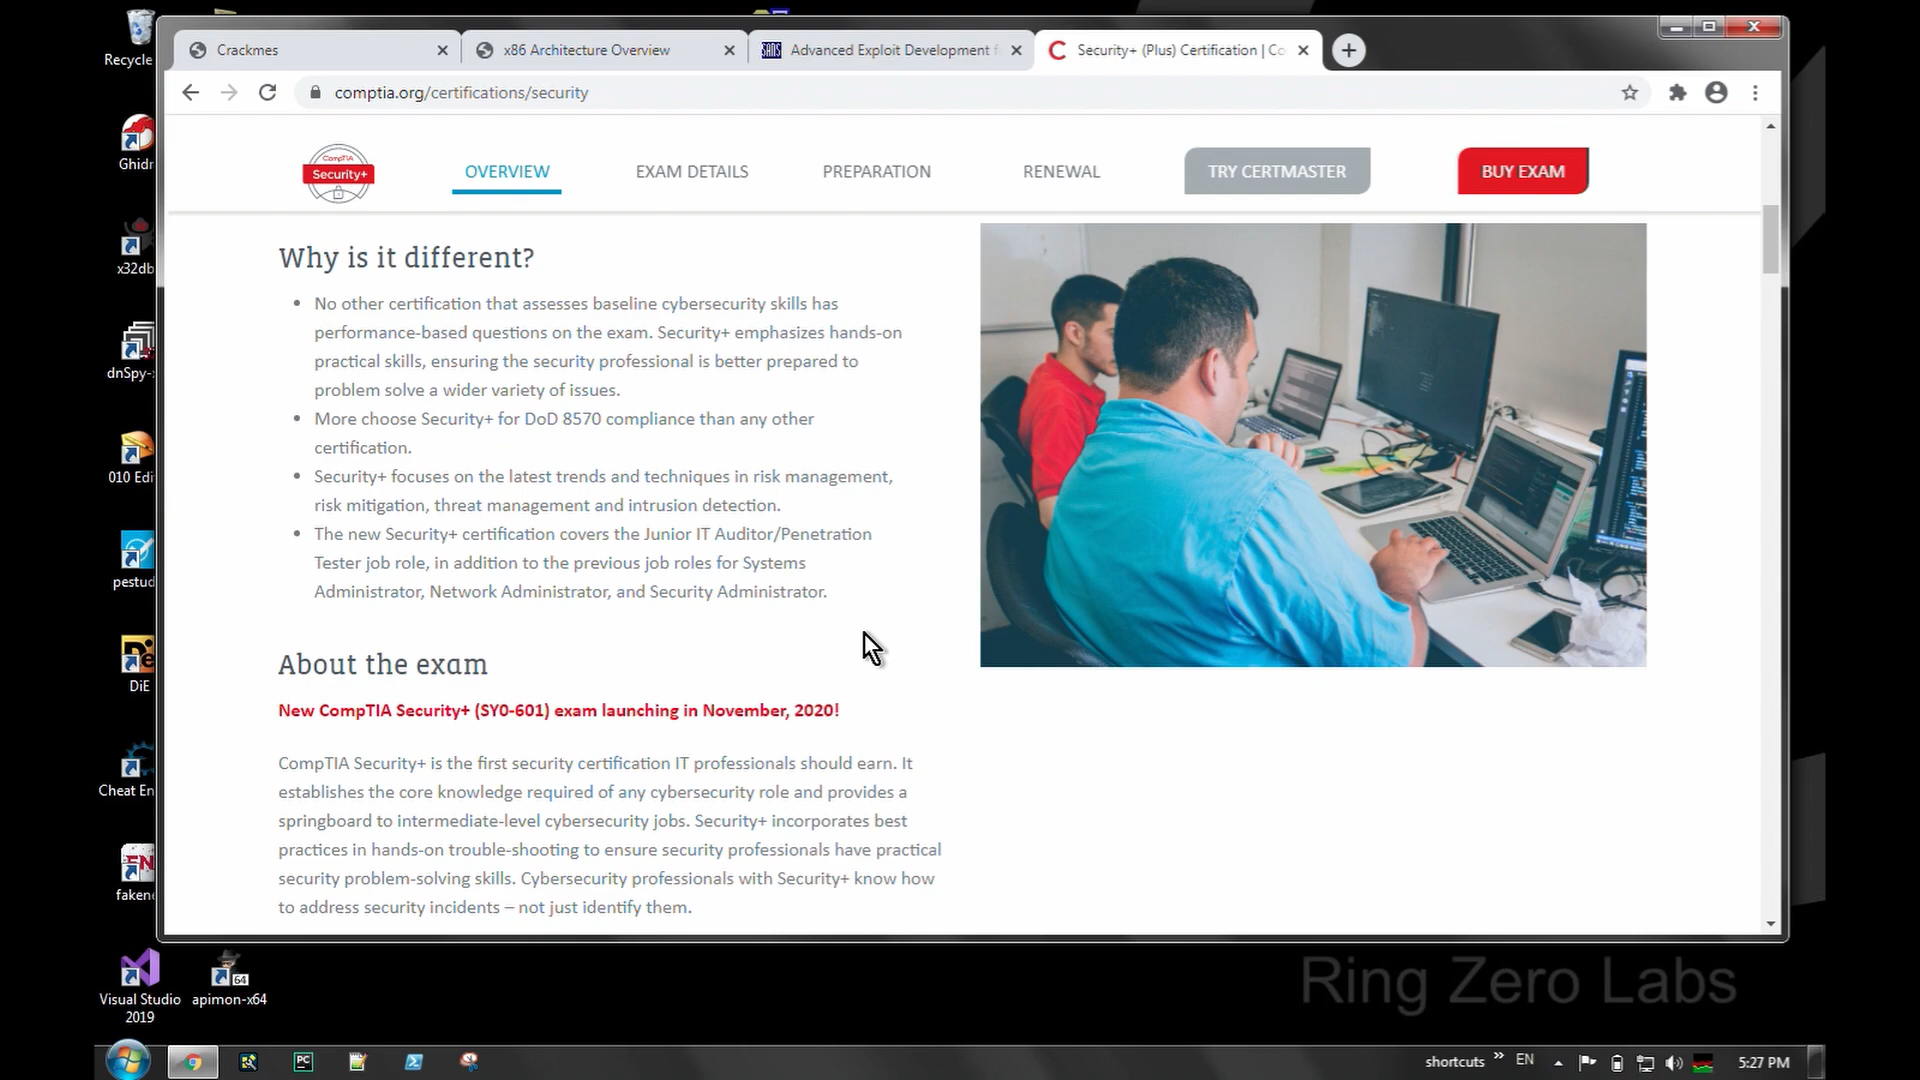 Crackmes
x86 Architecture Overview
SANS
Advanced Exploit Development f
Security+ (Plus) Certification | Co
comptia.org/certifications/security
CompTIA
Security+
OVERVIEW
EXAM DETAILS
PREPARATION
RENEWAL
TRY CERTMASTER
BUY EXAM
Why is it different?
• No other certification that assesses baseline cybersecurity skills has
performance-based questions on the exam. Security+ emphasizes hands-on
practical skills, ensuring the security professional is better prepared to
problem solve a wider variety of issues.
• More choose Security+ for DoD 8570 compliance than any other
certification.
• Security+ focuses on the latest trends and techniques in risk management,
risk mitigation, threat management and intrusion detection.
• The new Security+ certification covers the Junior IT Auditor/Penetration
Tester job role, in addition to the previous job roles for Systems
Administrator, Network Administrator, and Security Administrator.
About the exam
New CompTIA Security+ (SY0-601) exam launching in November, 2020!
CompTIA Security+ is the first security certification IT professionals should earn. It
establishes the core knowledge required of any cybersecurity role and provides a
springboard to intermediate-level cybersecurity jobs. Security+ incorporates best
practices in hands-on trouble-shooting to ensure security professionals have practical
security problem-solving skills. Cybersecurity professionals with Security+ know how
to address security incidents – not just identify them.
Recycle
Ghidr
x32db
dnSpy-x
010 Edi
pestud
DiE
Cheat En
fakene
Visual Studio
2019
64
apimon-x64
Ring Zero Labs
PC
shortcuts
»
EN
5:27 PM